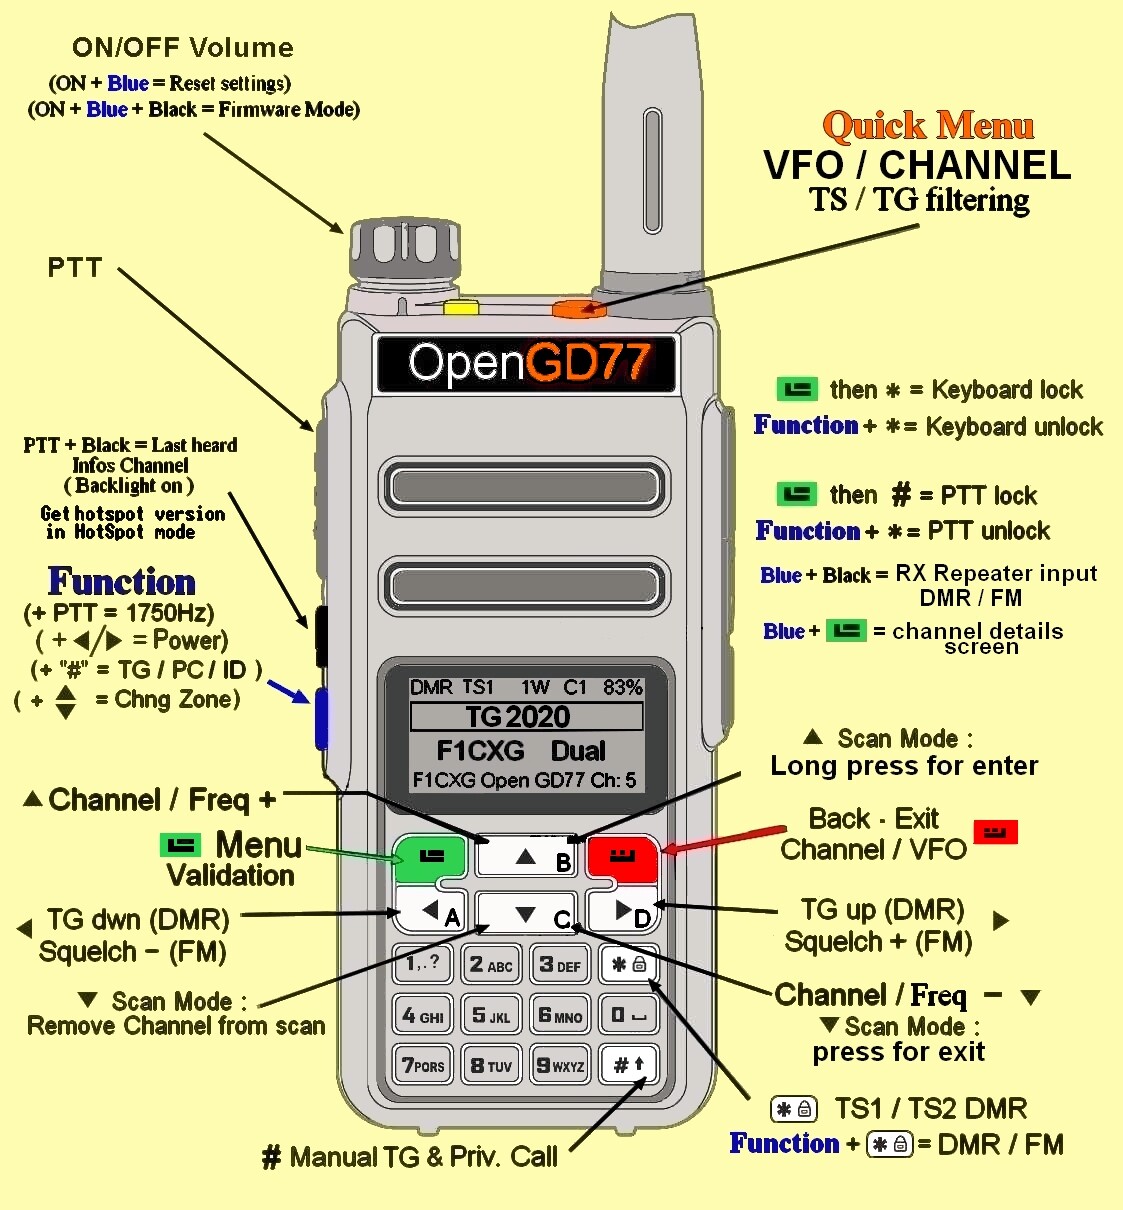 ON/OFF Volume
(ON + Blue = Reset settings)
(ON + Blue + Black = Firmware Mode)
Quick Menu
VFO / CHANNEL
TS / TG filtering
PTT
OpenGD77
then * = Keyboard lock
Function + * = Keyboard unlock
PTT + Black = Last heard
Infos Channel
( Backlight on )
Get hotspot version
in HotSpot mode
then # = PTT lock
Function + * = PTT unlock
Blue + Black = RX Repeater input
DMR / FM
Blue + = channel details
screen
Function
(+ PTT = 1750Hz)
( + ◀/▶ = Power)
(+ "#" = TG / PC / ID )
( + ▲▼ = Chng Zone)
DMR TS1 1W C1 83%
TG 2020
F1CXG Dual
F1CXG Open GD77 Ch: 5
▲ Scan Mode :
Long press for enter
▲ Channel / Freq +
Menu
Validation
Back - Exit
Channel / VFO
▲ B
◀ A
▼ C
▶ D
◀ TG dwn (DMR)
Squelch – (FM)
TG up (DMR) ▶
Squelch + (FM)
1,.? 2 ABC 3 DEF *
4 GHI 5 JKL 6 MNO 0
7 PQRS 8 TUV 9 WXYZ #
▼ Scan Mode :
Remove Channel from scan
Channel / Freq – ▼
▼ Scan Mode :
press for exit
* TS1 / TS2 DMR
Function + * = DMR / FM
# Manual TG & Priv. Call